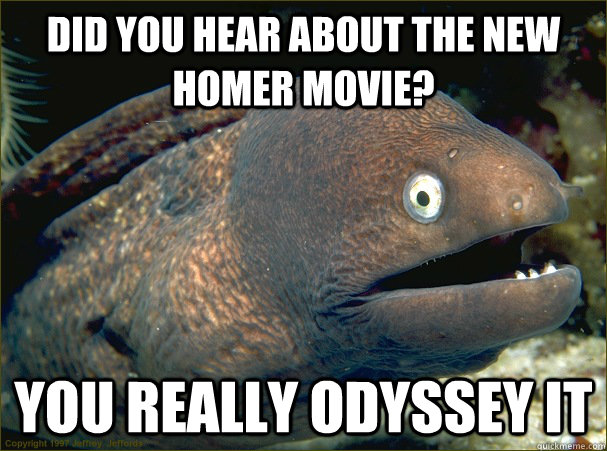 DID YOU HEAR ABOUT THE NEW
HOMER MOVIE?
YOU REALLY ODYSSEY IT
Copyright 1997 Jeffrey Jeffords
quickmeme.com